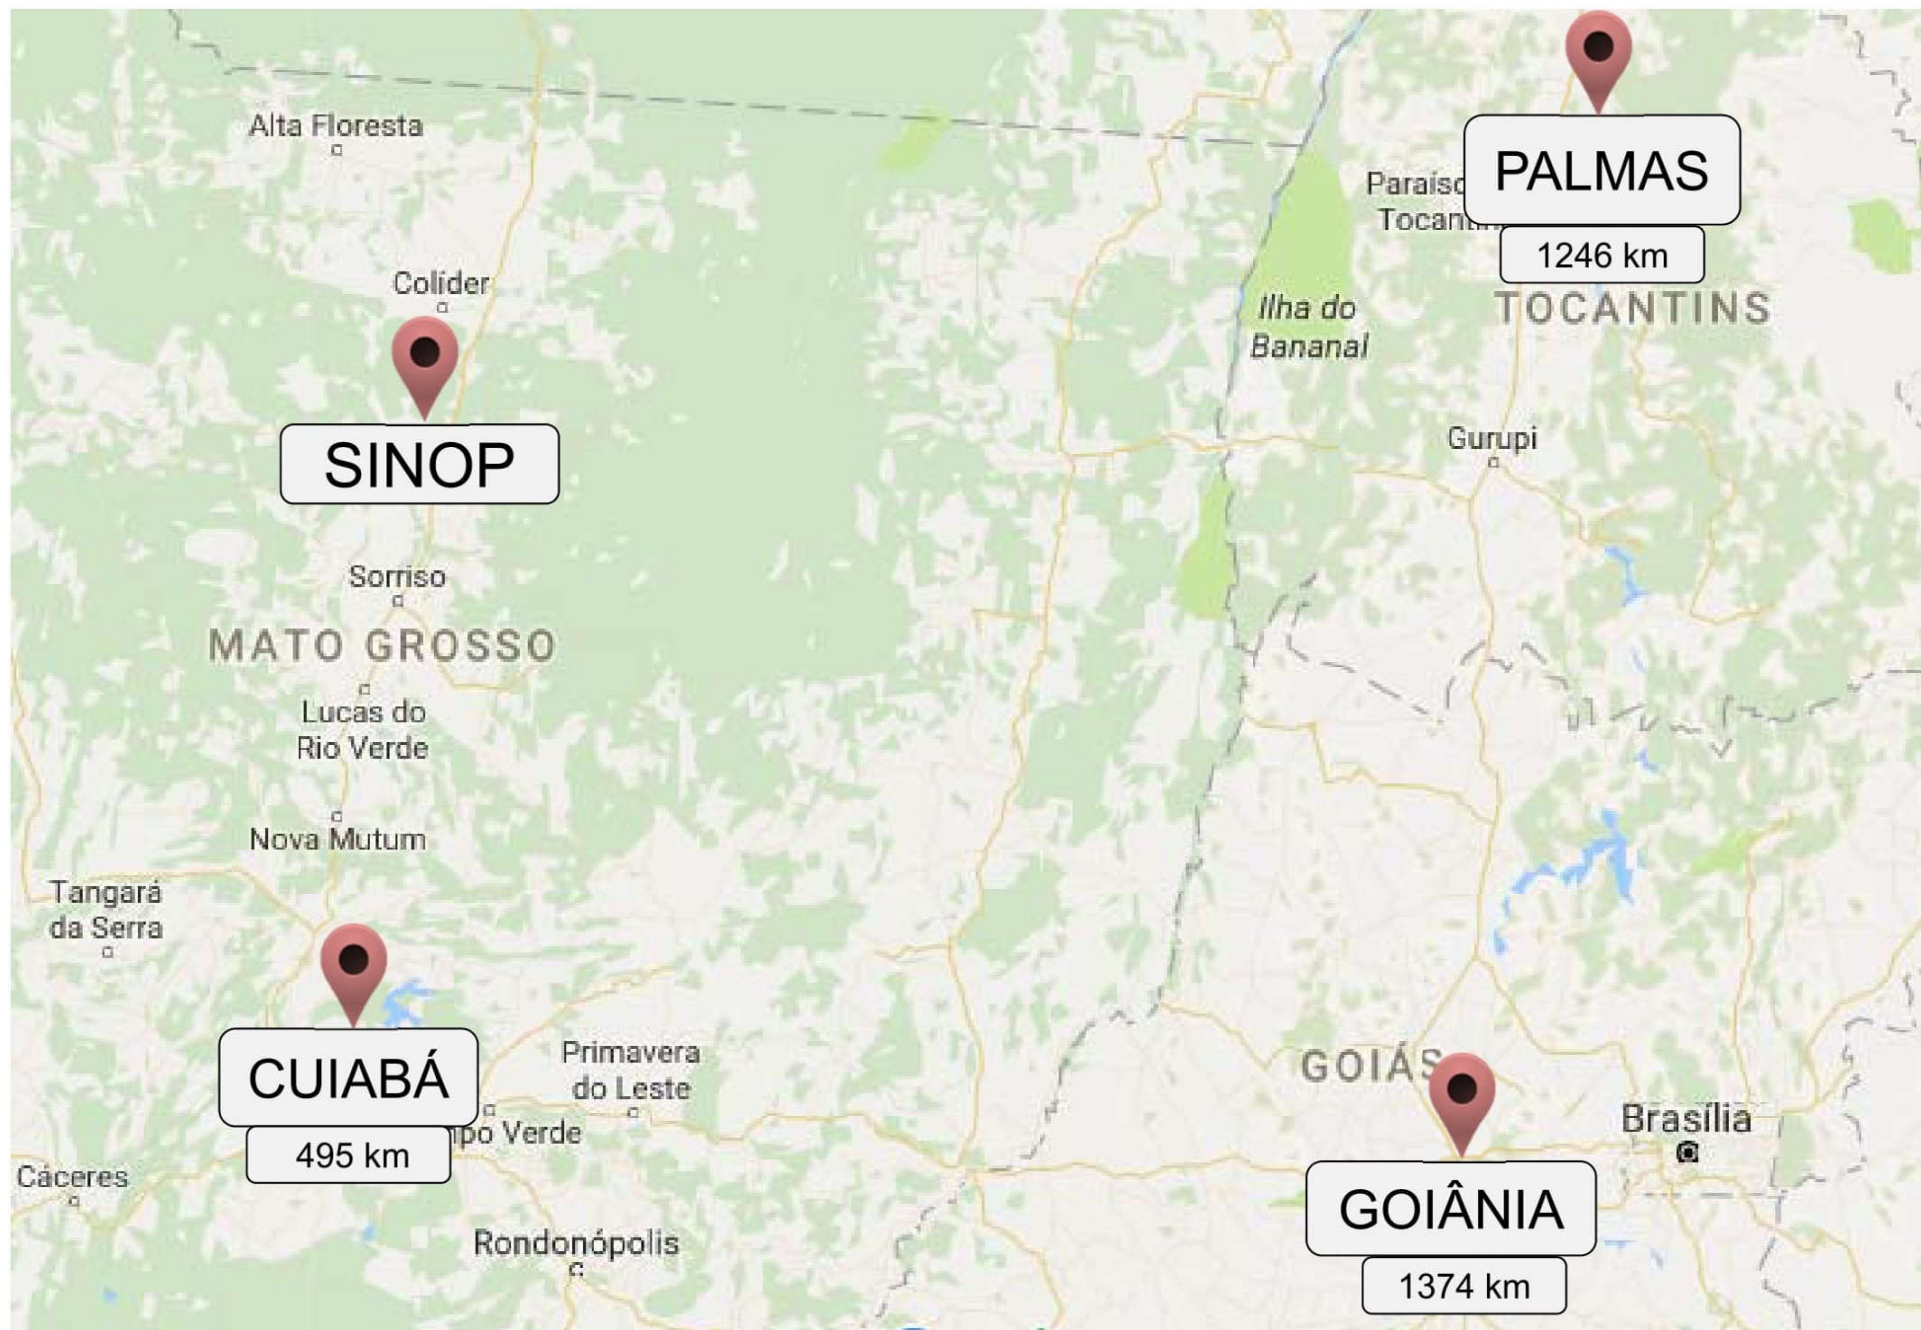 Alta Floresta
PALMAS
Paraíso
Tocantin
1246 km
TOCANTINS
Colíder
Ilha do
Bananal
SINOP
Gurupi
Sorriso
MATO GROSSO
Lucas do
Rio Verde
Nova Mutum
Tangará
da Serra
CUIABÁ
495 km
Primavera
do Leste
po Verde
GOIÁS
Brasília
Cáceres
GOIÂNIA
1374 km
Rondonópolis